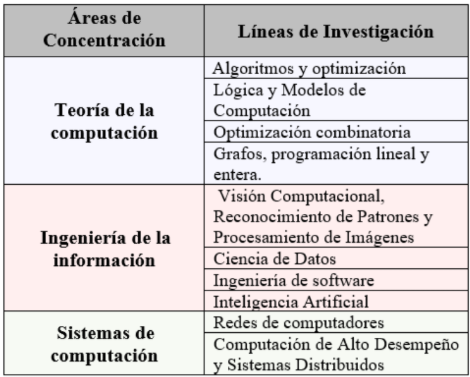 Áreas de
Concentración
Líneas de Investigación
Teoría de la
computación
Algoritmos y optimización
Lógica y Modelos de
Computación
Optimización combinatoria
Grafos, programación lineal y
entera.
Ingeniería de la
información
Visión Computacional,
Reconocimiento de Patrones y
Procesamiento de Imágenes
Ciencia de Datos
Ingeniería de software
Inteligencia Artificial
Sistemas de
computación
Redes de computadores
Computación de Alto Desempeño
y Sistemas Distribuidos